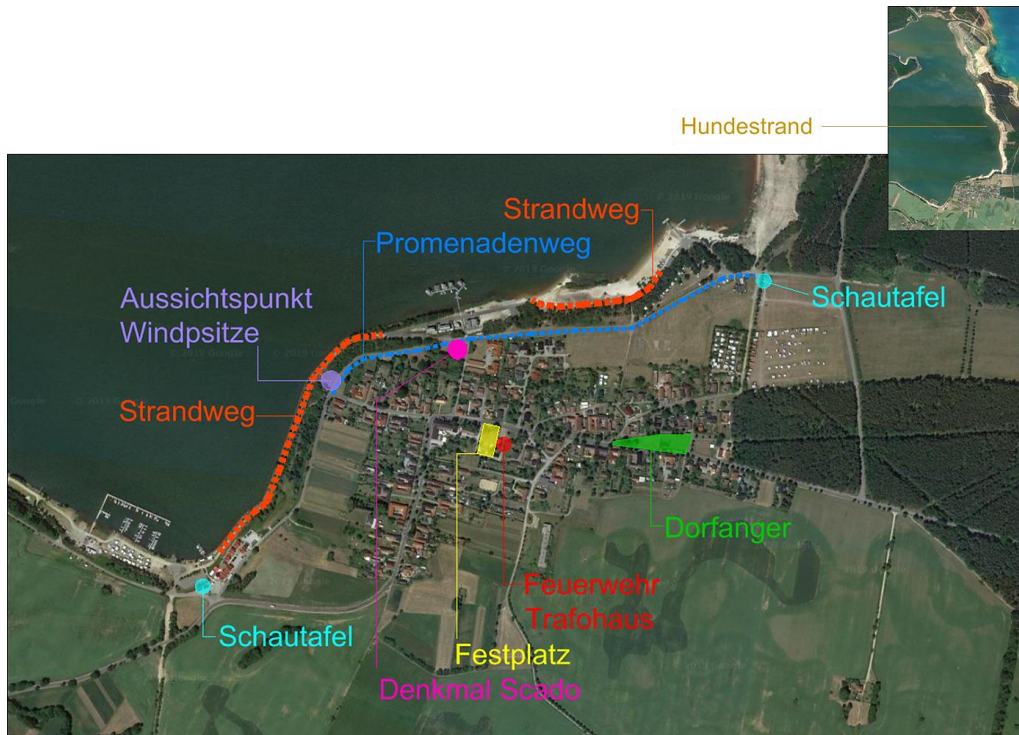 Hundestrand
Strandweg
Promenadenweg
Aussichtspunkt
Windpsitze
Schautafel
Strandweg
Dorfanger
Feuerwehr
Trafohaus
Schautafel
Festplatz
Denkmal Scado